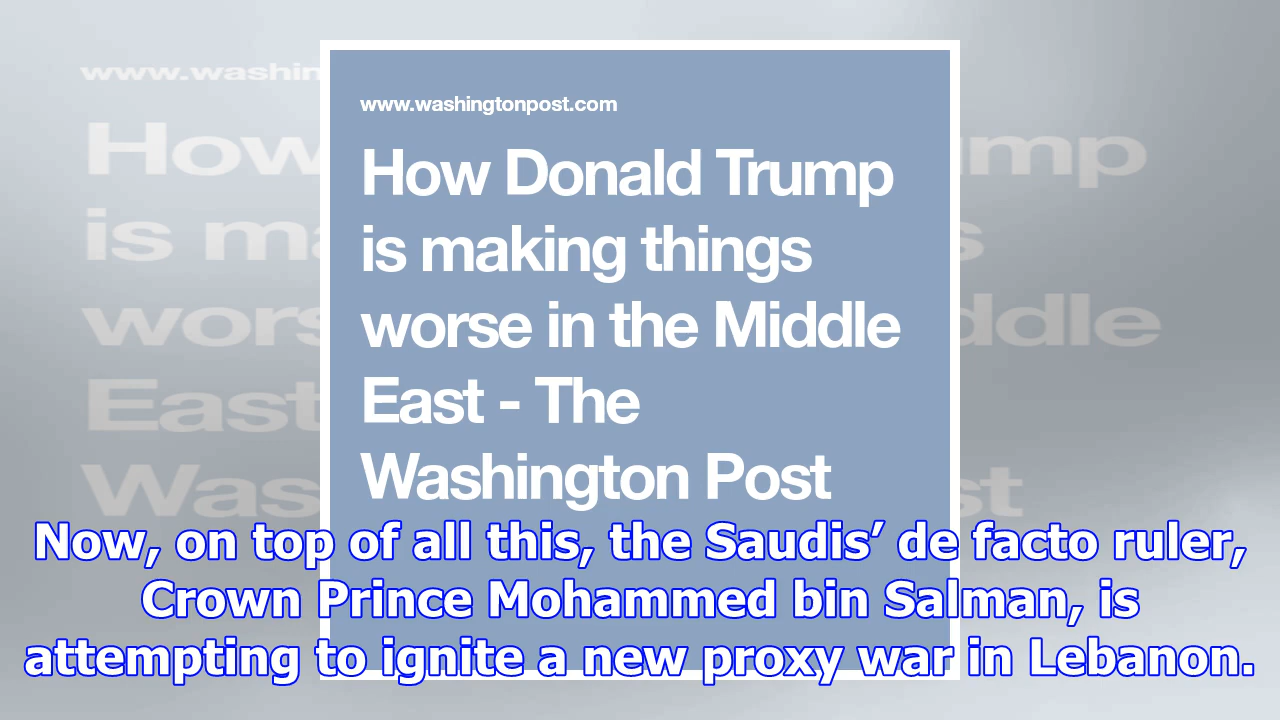 www.washingtonpost.com
How Donald Trump
is making things
worse in the Middle
East - The
Washington Post
Now, on top of all this, the Saudis’ de facto ruler,
Crown Prince Mohammed bin Salman, is
attempting to ignite a new proxy war in Lebanon.